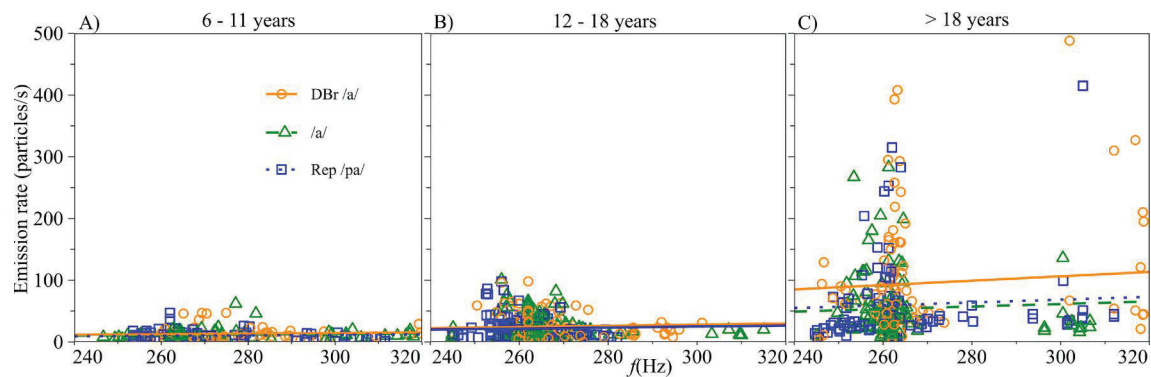 A) 6 - 11 years B) 12 - 18 years C) > 18 years
500
400
300
200
100
0
Emission rate (particles/s)
DBr /a/
/a/
Rep /pa/
240 260 280 300 320
240 260 280 300 320
240 260 280 300 320
f(Hz)